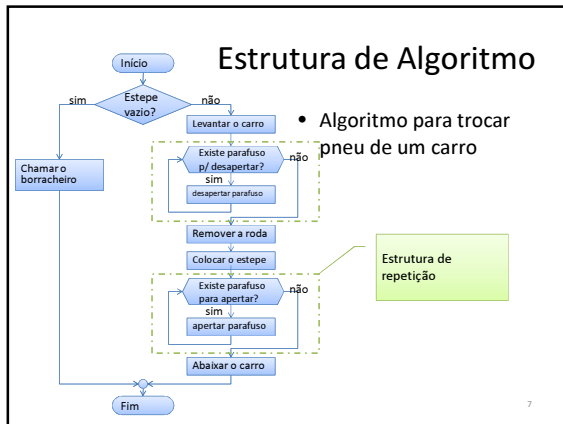 Estrutura de Algoritmo
Início
sim
Estepe
vazio?
não
Levantar o carro
• Algoritmo para trocar
pneu de um carro
Chamar o
borracheiro
Existe parafuso
p/ desapertar?
não
sim
desapertar parafuso
Remover a roda
Colocar o estepe
Estrutura de
repetição
Existe parafuso
para apertar?
não
sim
apertar parafuso
Abaixar o carro
Fim
7